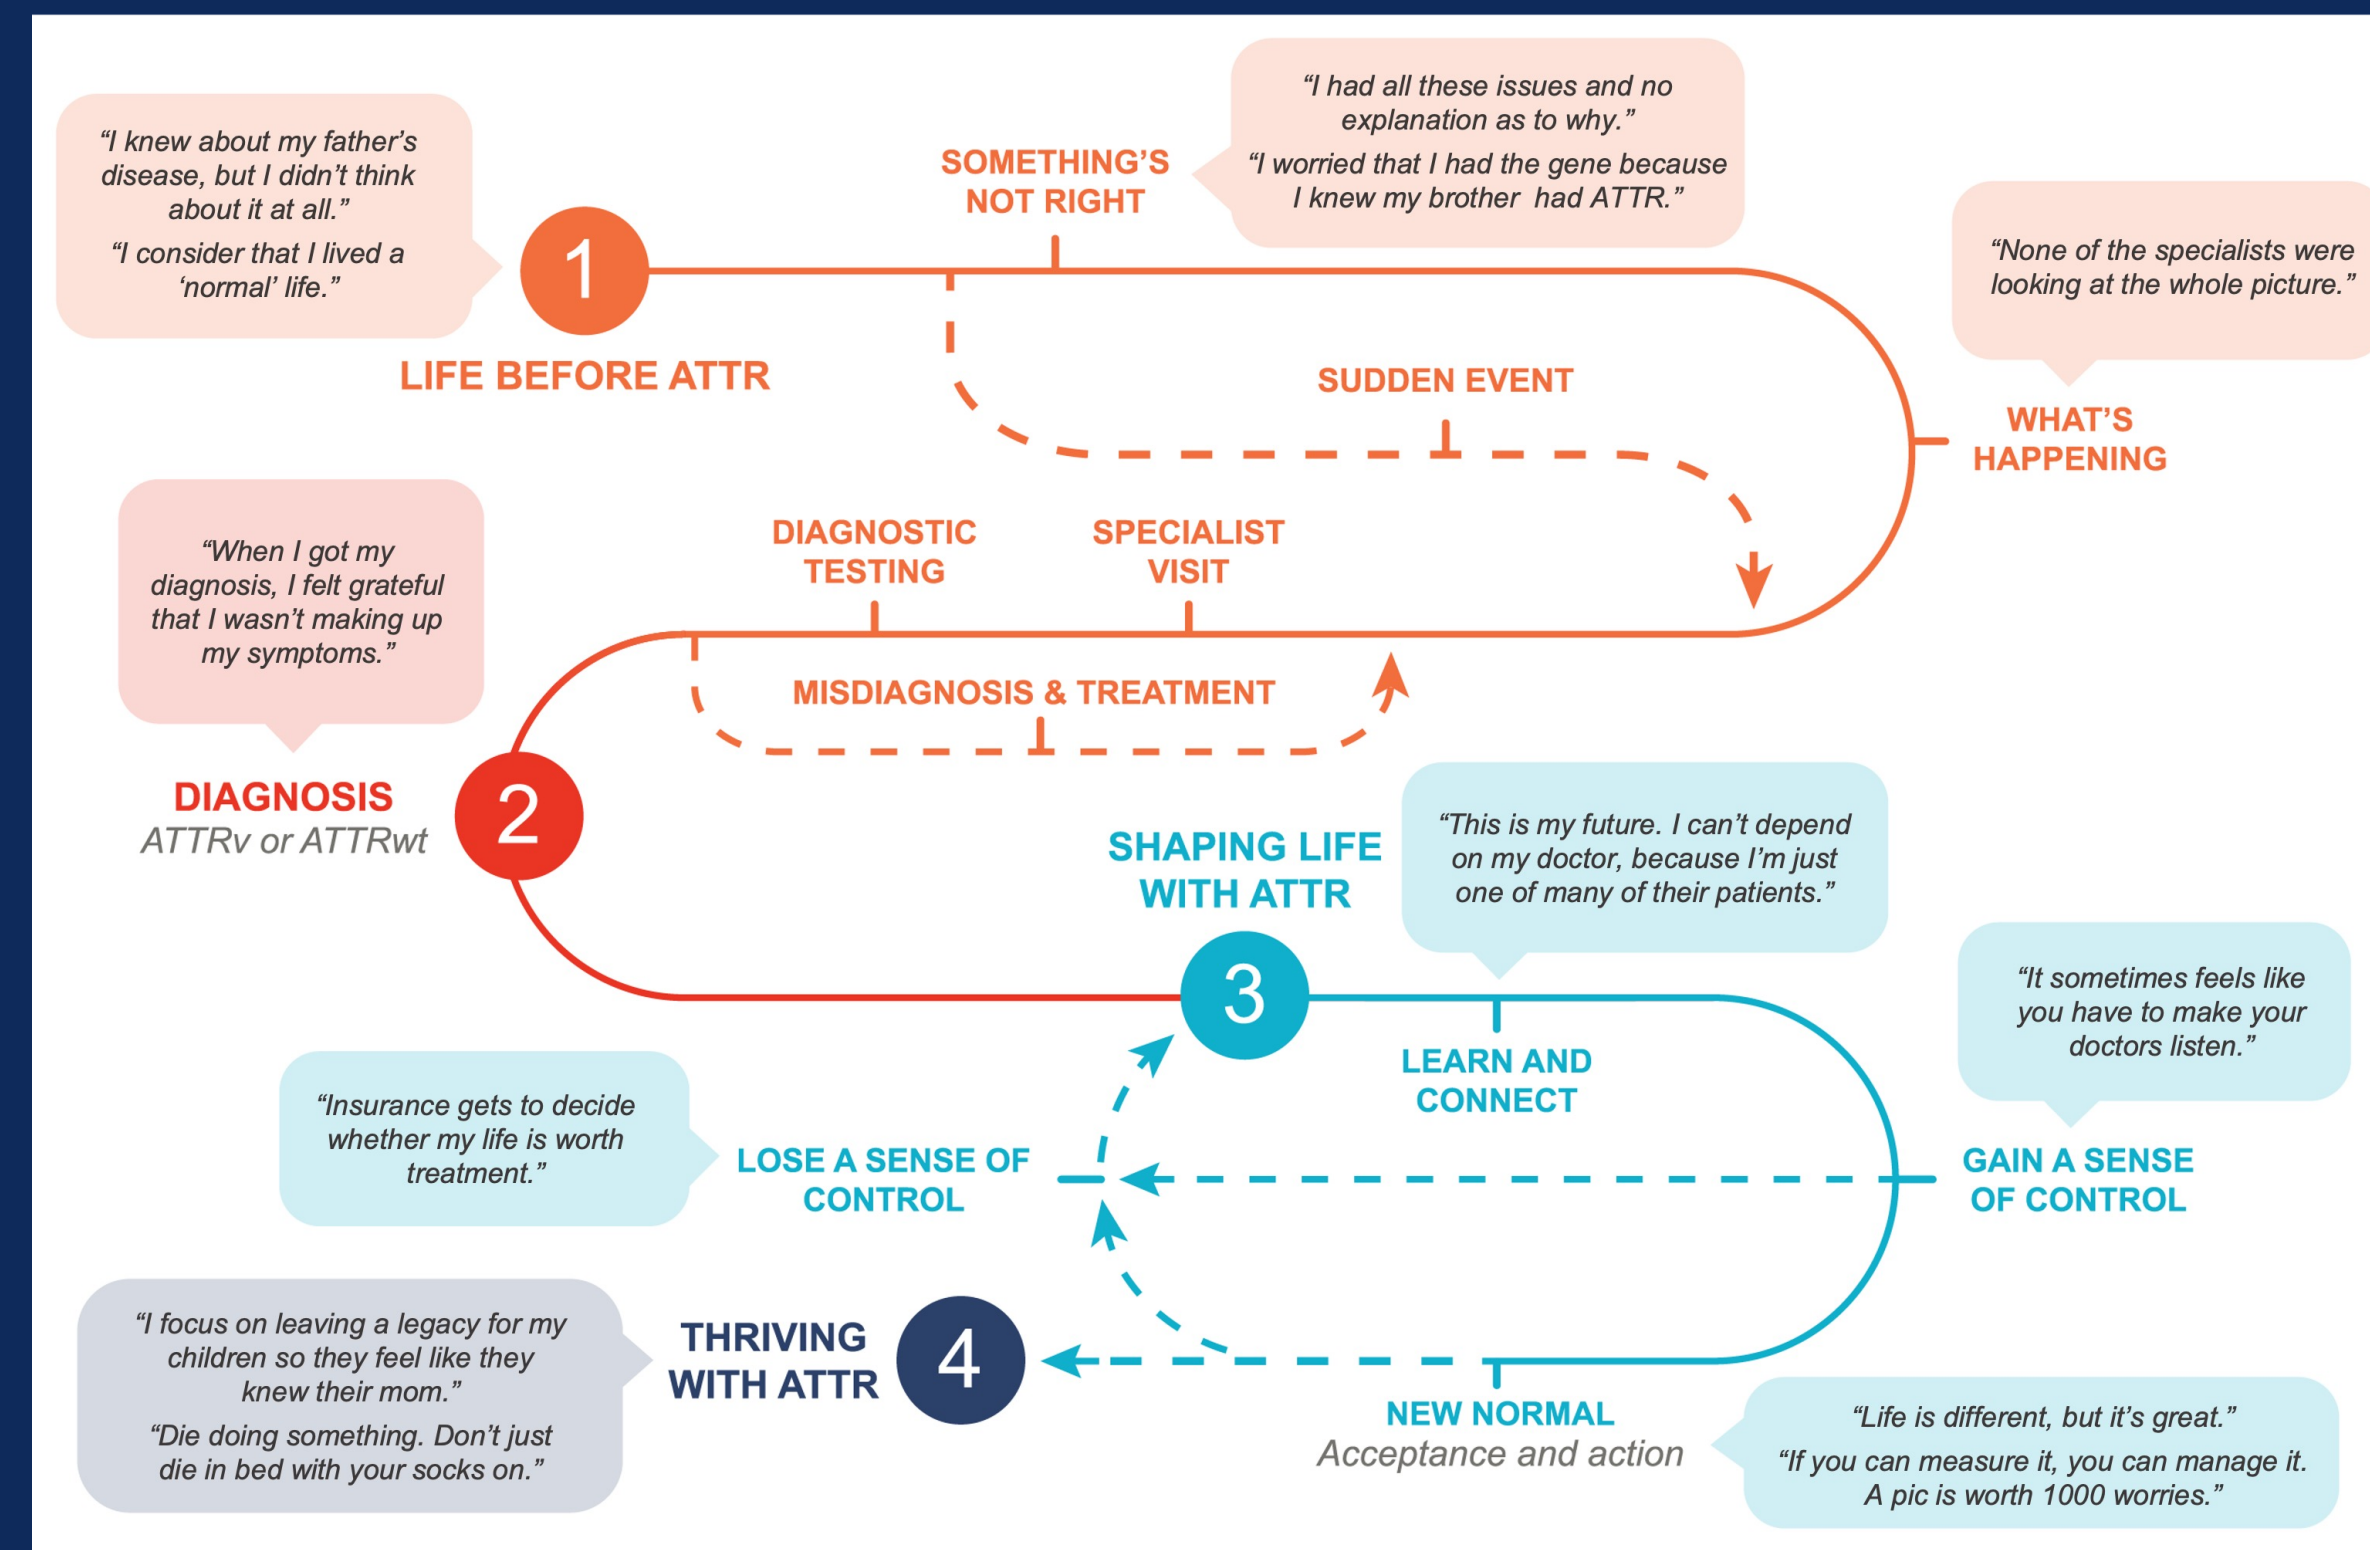 “I knew about my father’s
disease, but I didn’t think
about it at all.”
“I consider that I lived a
‘normal’ life.”
1
LIFE BEFORE ATTR
SOMETHING’S
NOT RIGHT
“I had all these issues and no
explanation as to why.”
“I worried that I had the gene because
I knew my brother had ATTR.”
“None of the specialists were
looking at the whole picture.”
WHAT’S
HAPPENING
SUDDEN EVENT
SPECIALIST
VISIT
DIAGNOSTIC
TESTING
MISDIAGNOSIS & TREATMENT
“When I got my
diagnosis, I felt grateful
that I wasn’t making up
my symptoms.”
DIAGNOSIS
ATTRv or ATTRwt
2
SHAPING LIFE
WITH ATTR
3
“This is my future. I can’t depend
on my doctor, because I’m just
one of many of their patients.”
LEARN AND
CONNECT
“It sometimes feels like
you have to make your
doctors listen.”
GAIN A SENSE
OF CONTROL
“Insurance gets to decide
whether my life is worth
treatment.”
LOSE A SENSE OF
CONTROL
NEW NORMAL
Acceptance and action
“Life is different, but it’s great.”
“If you can measure it, you can manage it.
A pic is worth 1000 worries.”
“I focus on leaving a legacy for my
children so they feel like they
knew their mom.”
“Die doing something. Don’t just
die in bed with your socks on.”
THRIVING
WITH ATTR
4